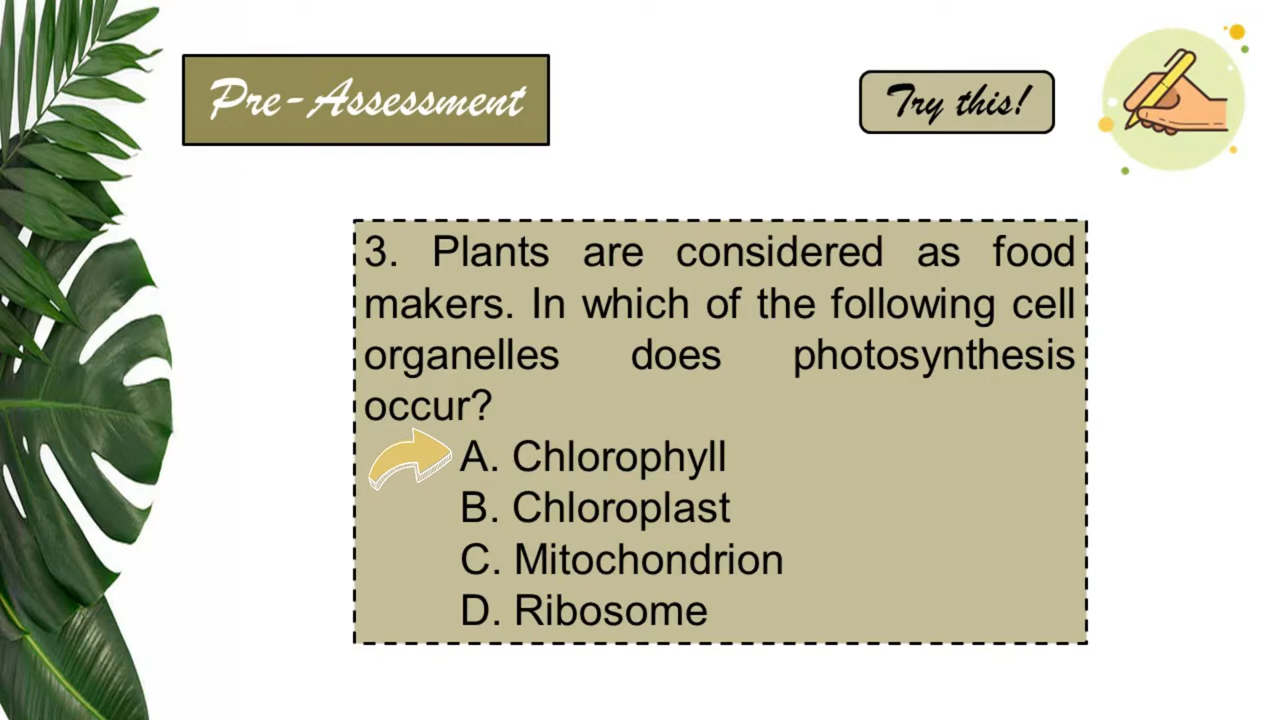 Pre-Assessment
Try this!
3. Plants are considered as food
makers. In which of the following cell
organelles does photosynthesis
occur?
A. Chlorophyll
B. Chloroplast
C. Mitochondrion
D. Ribosome